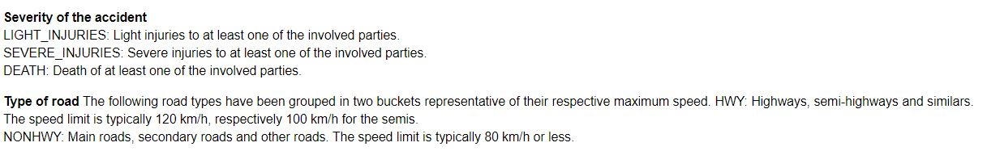 Severity of the accident
LIGHT_INJURIES: Light injuries to at least one of the involved parties.
SEVERE_INJURIES: Severe injuries to at least one of the involved parties.
DEATH: Death of at least one of the involved parties.
Type of road The following road types have been grouped in two buckets representative of their respective maximum speed. HWY: Highways, semi-highways and similars.
The speed limit is typically 120 km/h, respectively 100 km/h for the semis.
NONHWY: Main roads, secondary roads and other roads. The speed limit is typically 80 km/h or less.